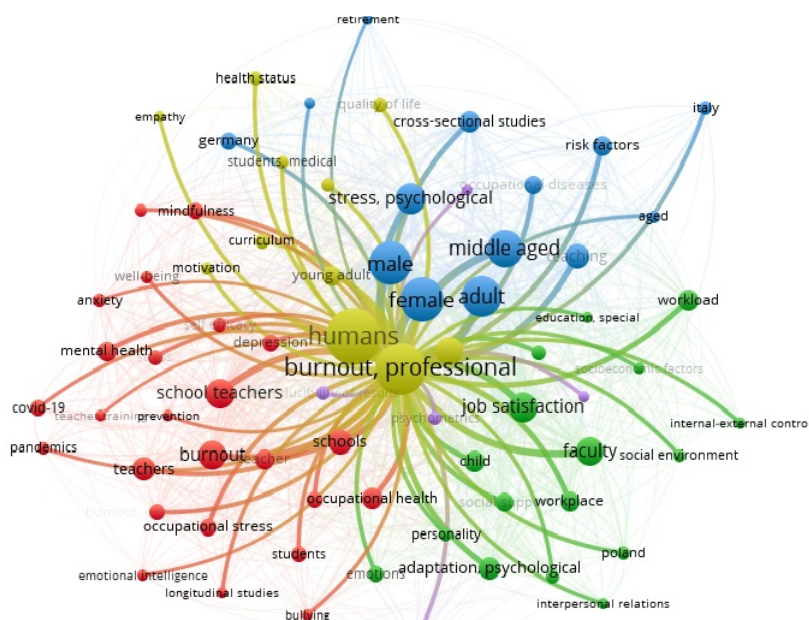 retirement
health status
quality of life
empathy
italy
cross-sectional studies
germany
risk factors
students, medical
occupational diseases
stress, psychological
mindfulness
aged
curriculum
middle aged
teaching
male
motivation
young adult
well-being
anxiety
female
adult
workload
education, special
self efficacy
humans
depression
mental health
burnout, professional
socioeconomic factors
school teachers
covid-19
job satisfaction
teacher training
prevention
psychometrics
internal-external contro
pandemics
schools
burnout
teacher
teachers
faculty
social environment
child
occupational health
social support
workplace
occupational stress
personality
students
poland
emotional intelligence
emotions
adaptation, psychological
longitudinal studies
interpersonal relations
bullying